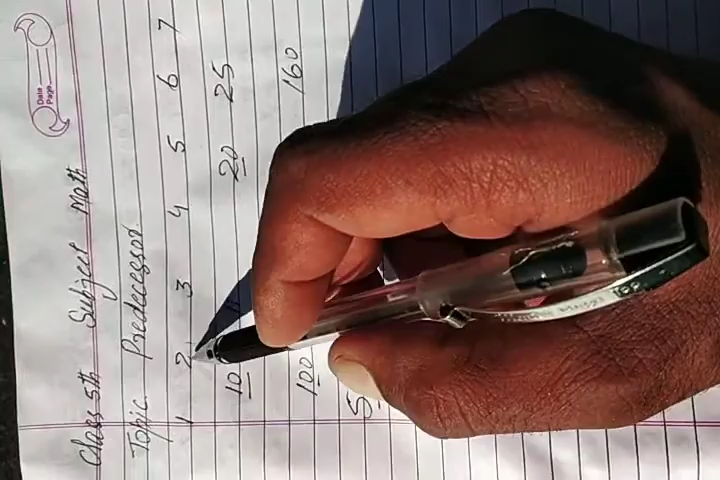 Date
Page
Class 5th Subject Math
Topic Predecessor
1 2 3 4 5 6 7
10 20 25
100 160
5